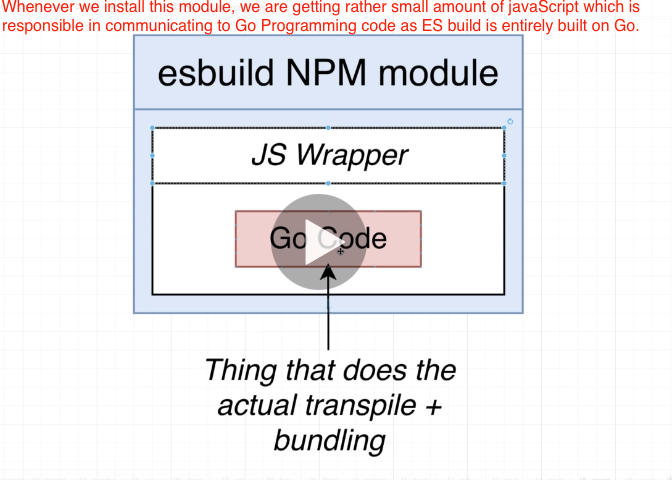 Whenever we install this module, we are getting rather small amount of javaScript which is
responsible in communicating to Go Programming code as ES build is entirely built on Go.
esbuild NPM module
JS Wrapper
Go Code
Thing that does the
actual transpile +
bundling